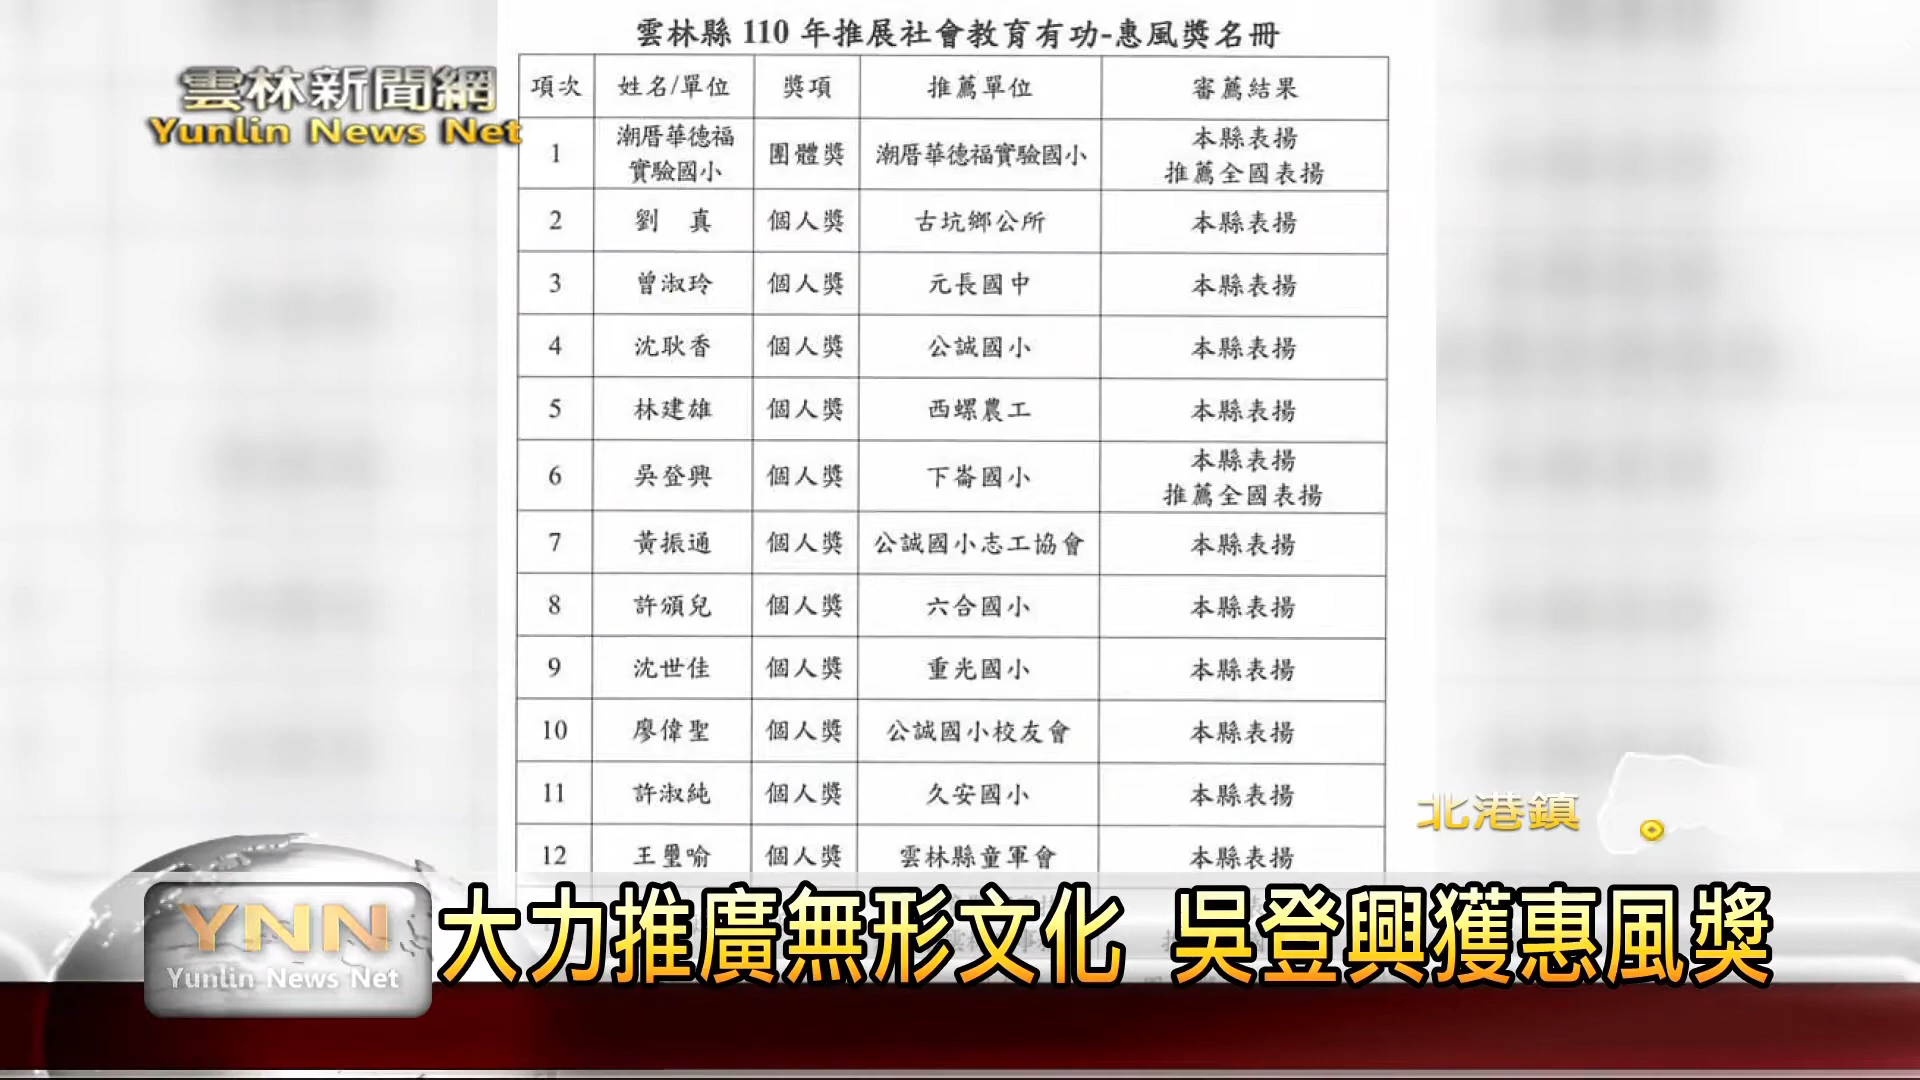 雲林縣 110 年推展社會教育有功-惠風獎名冊
雲林新聞網
Yunlin News Net
項次 姓名/單位 獎項 推薦單位 審薦結果
1 潮厝華德福實驗國小 團體獎 潮厝華德福實驗國小 本縣表揚 推薦全國表揚
2 劉 真 個人獎 古坑鄉公所 本縣表揚
3 曾淑玲 個人獎 元長國中 本縣表揚
4 沈耿香 個人獎 公誠國小 本縣表揚
5 林建雄 個人獎 西螺農工 本縣表揚
6 吳登興 個人獎 下崙國小 本縣表揚 推薦全國表揚
7 黃振通 個人獎 公誠國小志工協會 本縣表揚
8 許頌兒 個人獎 六合國小 本縣表揚
9 沈世佳 個人獎 重光國小 本縣表揚
10 廖偉聖 個人獎 公誠國小校友會 本縣表揚
11 許淑純 個人獎 久安國小 本縣表揚
12 王璽喻 個人獎 雲林縣童軍會 本縣表揚
北港鎮
YNN
Yunlin News Net
大力推廣無形文化 吳登興獲惠風獎